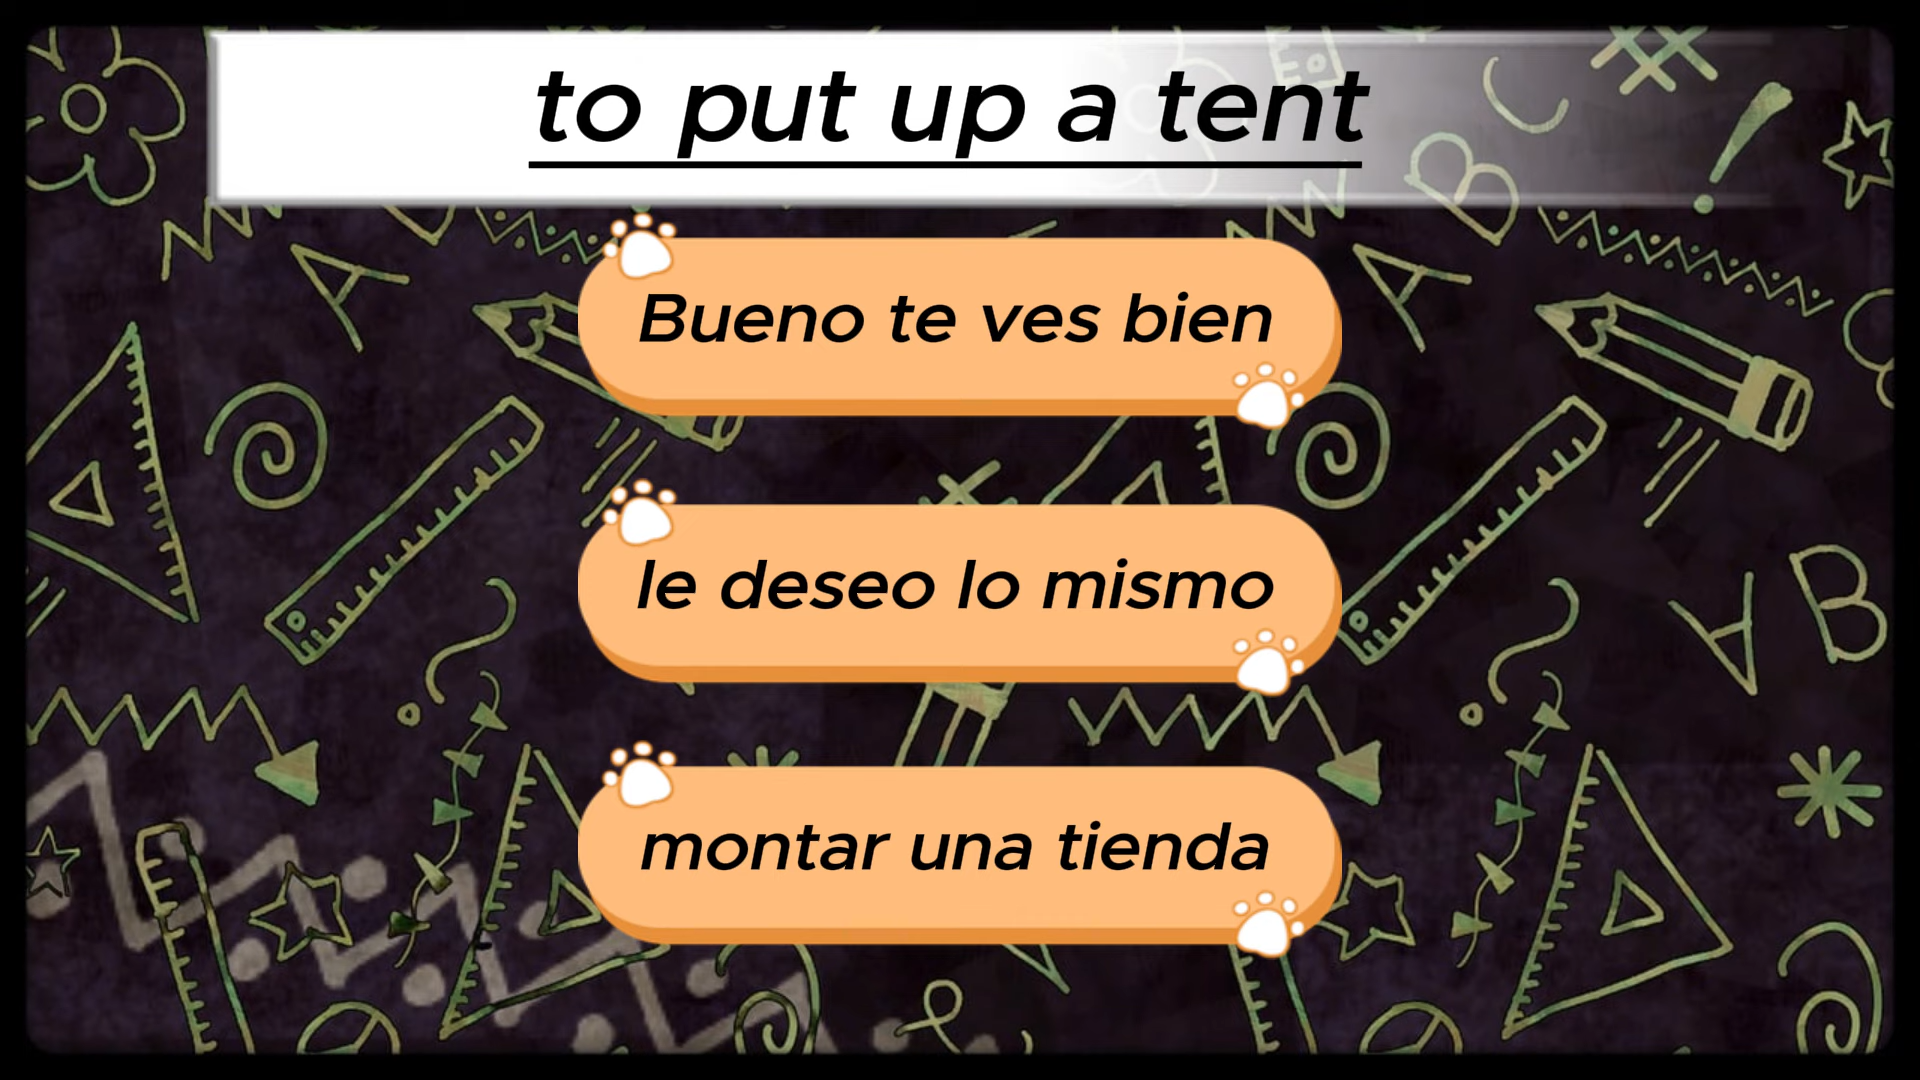 to put up a tent
Bueno te ves bien
le deseo lo mismo
montar una tienda